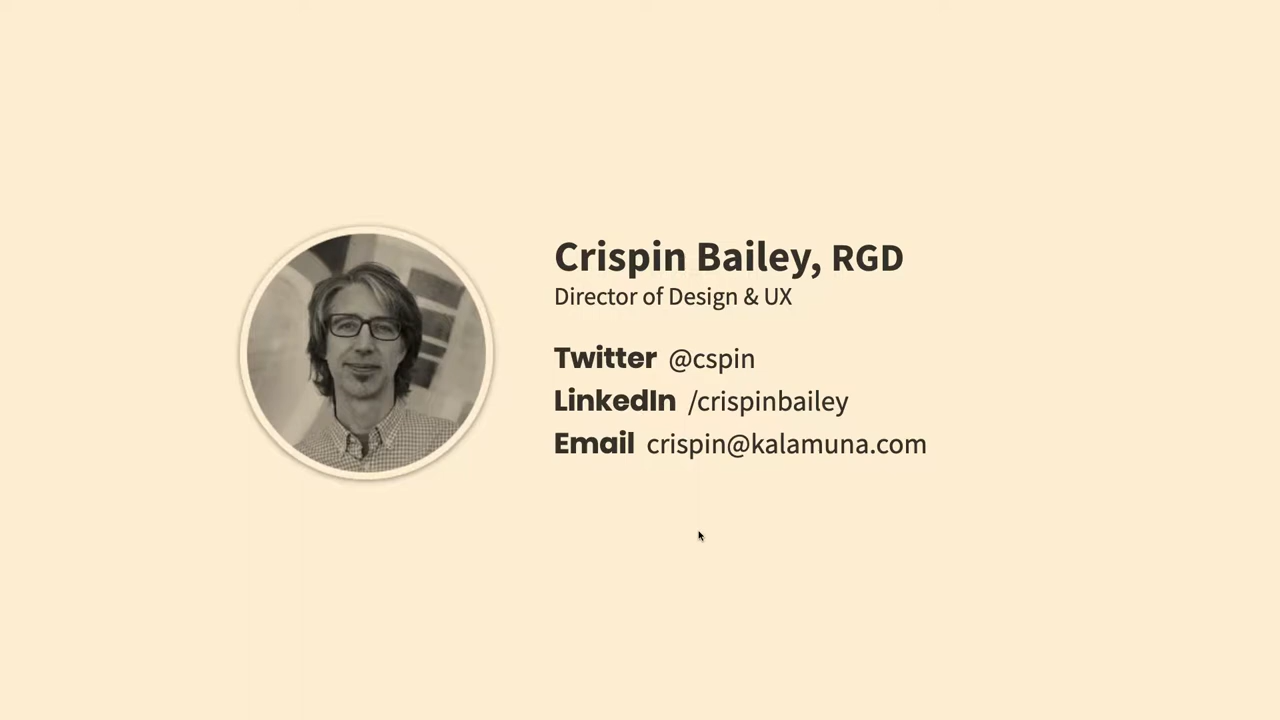 Crispin Bailey, RGD
Director of Design & UX
Twitter @cspin
LinkedIn /crispinbailey
Email crispin@kalamuna.com